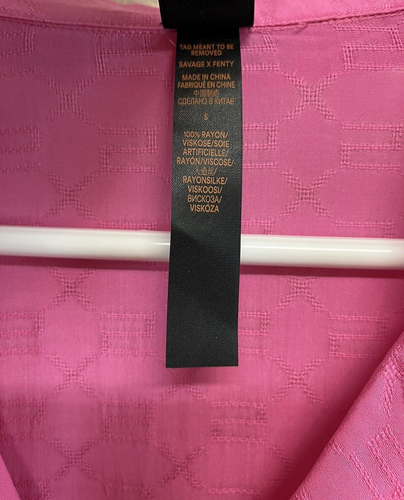 TAG MEANT TO BE
REMOVED
SAVAGE X FENTY
MADE IN CHINA
FABRIQUÉ EN CHINE
中国制造
СДЕЛАНО В КИТАЕ
S
100% RAYON/
VISKOSE/SOIE
ARTIFICIELLE/
RAYON/VISCOSE/
人造丝/
RAYONSILKE/
VISKOOSI/
ВИСКОЗА/
VISKÓZA